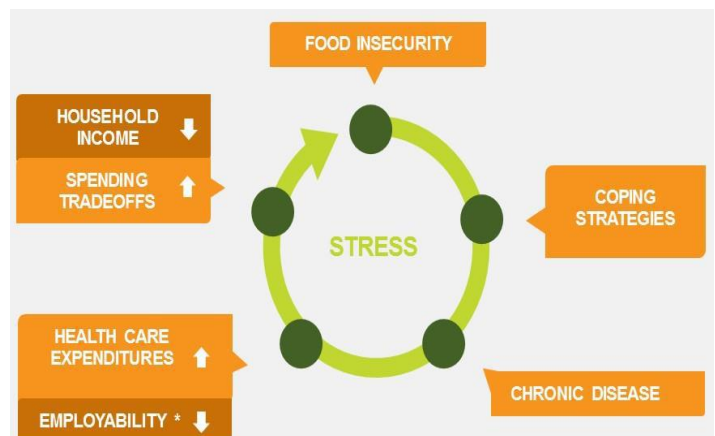 FOOD INSECURITY
HOUSEHOLD
INCOME
SPENDING
TRADEOFFS
COPING
STRATEGIES
STRESS
HEALTH CARE
EXPENDITURES
CHRONIC DISEASE
EMPLOYABILITY *